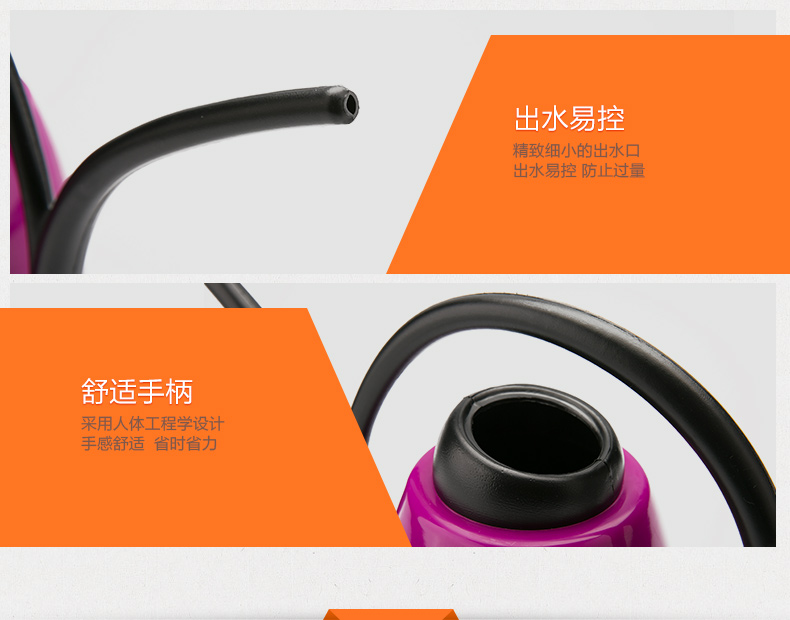 出水易控
精致细小的出水口
出水易控 防止过量
舒适手柄
采用人体工程学设计
手感舒适 省时省力